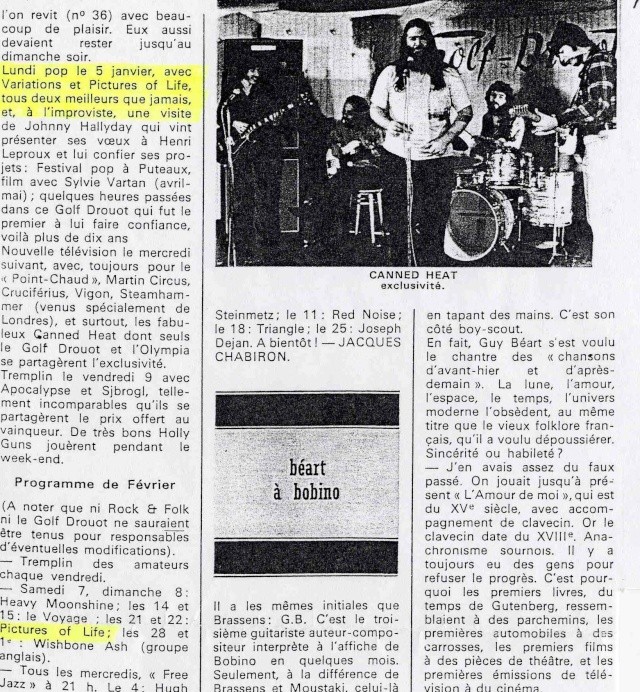 l'on revit (nº 36) avec beau-
coup de plaisir. Eux aussi
devaient rester jusqu'au
dimanche soir.
Lundi pop le 5 janvier, avec
Variations et Pictures of Life,
tous deux meilleurs que jamais,
et, à l'improviste, une visite
de Johnny Hallyday qui vint
présenter ses vœux à Henri
Leproux et lui confier ses pro-
jets : Festival pop à Puteaux,
film avec Sylvie Vartan (avril-
mai) ; quelques heures passées
dans ce Golf Drouot qui fut le
premier à lui faire confiance,
voilà plus de dix ans
Nouvelle télévision le mercredi
suivant, avec, toujours pour le
« Point-Chaud », Martin Circus,
Cruciférius, Vigon, Steamham-
mer (venus spécialement de
Londres), et surtout, les fabu-
leux Canned Heat dont seuls
le Golf Drouot et l'Olympia
se partagèrent l'exclusivité.
Tremplin le vendredi 9 avec
Apocalypse et Sjbrogl, telle-
ment incomparables qu'ils se
partagèrent le prix offert au
vainqueur. De très bons Holly
Guns jouèrent pendant le
week-end.
Programme de Février
(A noter que ni Rock & Folk
ni le Golf Drouot ne sauraient
être tenus pour responsables
d'éventuelles modifications).
— Tremplin des amateurs
chaque vendredi.
— Samedi 7, dimanche 8 :
Heavy Moonshine ; les 14 et
15 : le Voyage ; les 21 et 22 :
Pictures of Life ; les 28 et
1er : Wishbone Ash (groupe
anglais).
— Tous les mercredis, « Free
Jazz » à 21 h. Le 4 : Hugh
Golf-Drouot
CANNED HEAT
exclusivité.
Steinmetz ; le 11 : Red Noise ;
le 18 : Triangle ; le 25 : Joseph
Dejan. A bientôt ! — JACQUES
CHABIRON.
béart
à bobino
Il a les mêmes initiales que
Brassens : G.B. C'est le troi-
sième guitariste auteur-compo-
siteur interprète à l'affiche de
Bobino en quelques mois.
Seulement, à la différence de
Brassens et Moustaki, celui-là
en tapant des mains. C'est son
côté boy-scout.
En fait, Guy Béart s'est voulu
le chantre des « chansons
d'avant-hier et d'après-
demain ». La lune, l'amour,
l'espace, le temps, l'univers
moderne l'obsèdent, au même
titre que le vieux folklore fran-
çais, qu'il a voulu dépoussiérer.
Sincérité ou habileté ?
— J'en avais assez du faux
passé. On jouait jusqu'à pré-
sent « L'Amour de moi », qui est
du XVe siècle, avec accom-
pagnement de clavecin. Or le
clavecin date du XVIIIe. Ana-
chronisme sournois. Il y a
toujours eu des gens pour
refuser le progrès. C'est pour-
quoi les premiers livres, du
temps de Gutenberg, ressem-
blaient à des parchemins, les
premières automobiles à des
carrosses, les premiers films
à des pièces de théâtre, et les
premières émissions de télé-
vision à du cinéma.